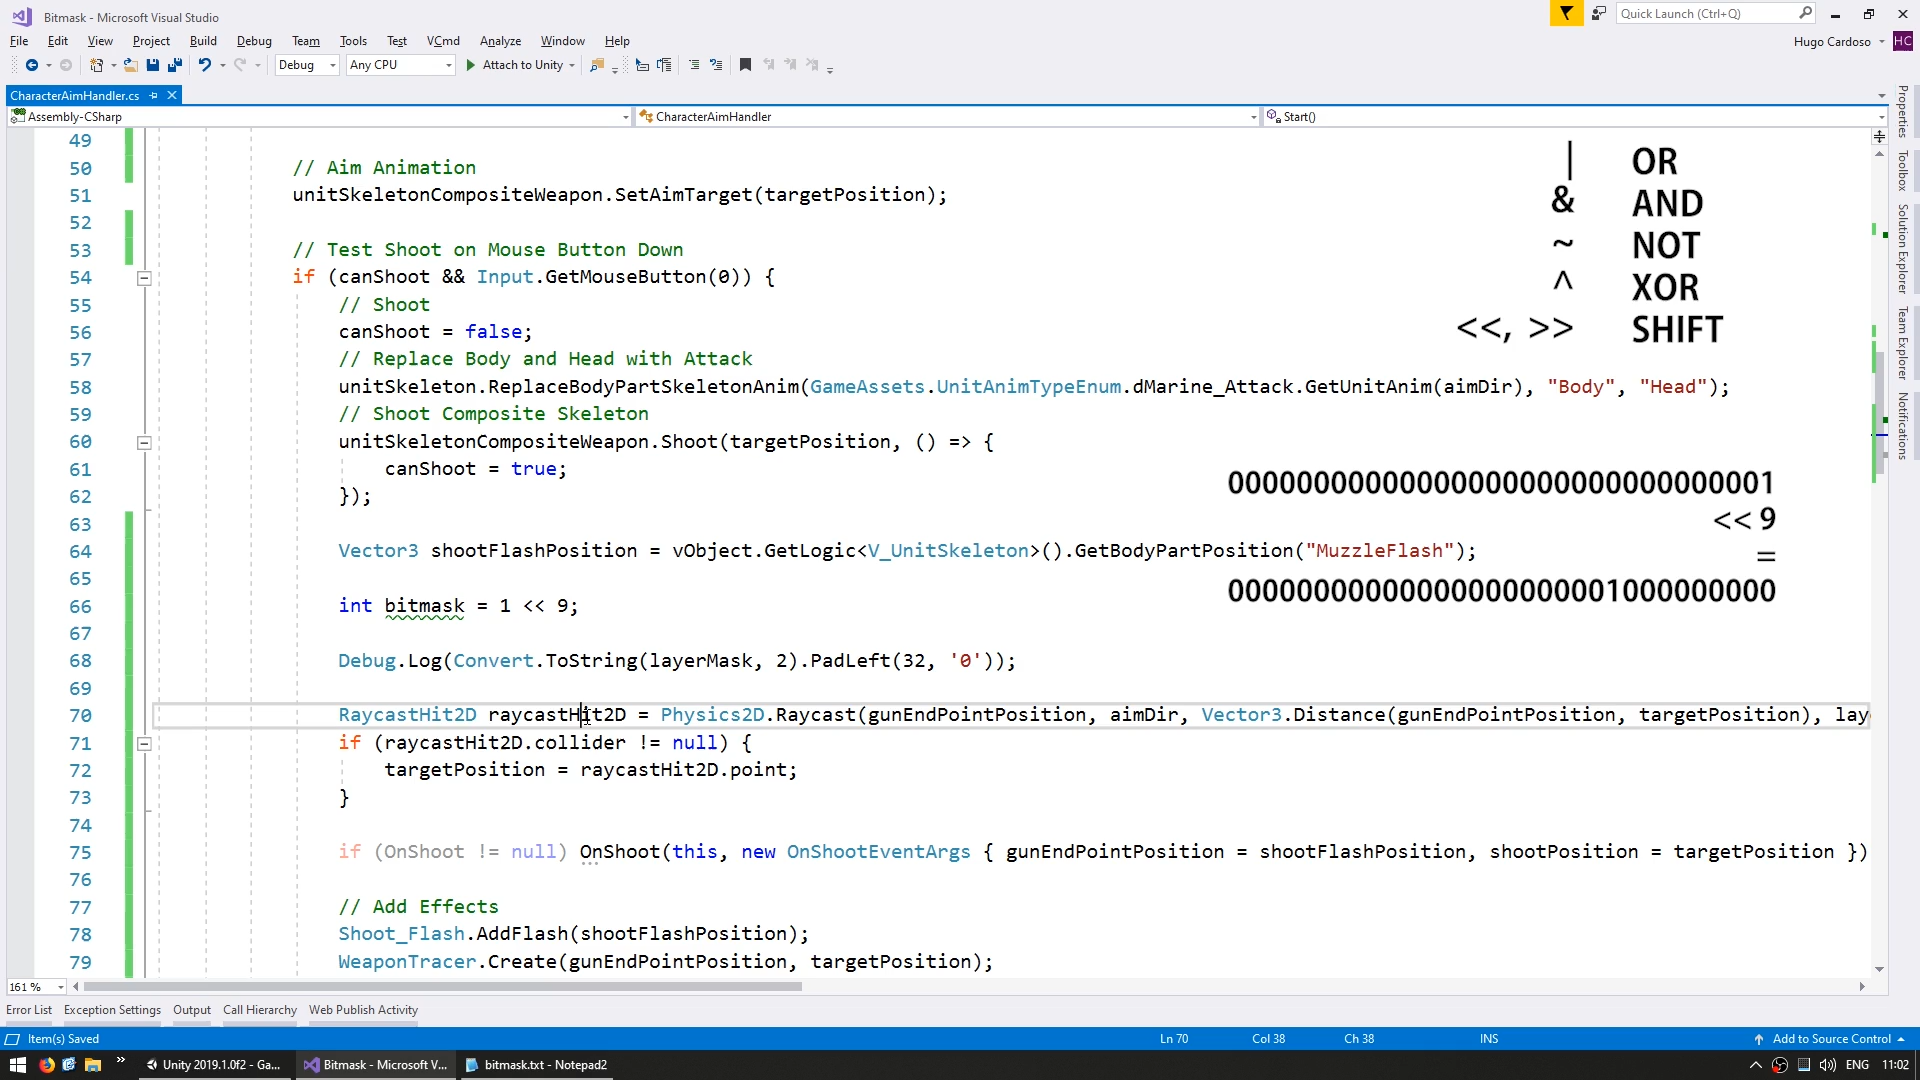 Bitmask - Microsoft Visual Studio
Quick Launch (Ctrl+Q)
File Edit View Project Build Debug Team Tools Test VCmd Analyze Window Help
Hugo Cardoso HC
Debug Any CPU Attach to Unity
CharacterAimHandler.cs
Assembly-CSharp CharacterAimHandler Start()
49
50 // Aim Animation
51 unitSkeletonCompositeWeapon.SetAimTarget(targetPosition);
52
53 // Test Shoot on Mouse Button Down
54 if (canShoot && Input.GetMouseButton(0)) {
55 // Shoot
56 canShoot = false;
57 // Replace Body and Head with Attack
58 unitSkeleton.ReplaceBodyPartSkeletonAnim(GameAssets.UnitAnimTypeEnum.dMarine_Attack.GetUnitAnim(aimDir), "Body", "Head");
59 // Shoot Composite Skeleton
60 unitSkeletonCompositeWeapon.Shoot(targetPosition, () => {
61 canShoot = true;
62 });
63
64 Vector3 shootFlashPosition = vObject.GetLogic<V_UnitSkeleton>().GetBodyPartPosition("MuzzleFlash");
65
66 int bitmask = 1 << 9;
67
68 Debug.Log(Convert.ToString(layerMask, 2).PadLeft(32, '0'));
69
70 RaycastHit2D raycastHit2D = Physics2D.Raycast(gunEndPointPosition, aimDir, Vector3.Distance(gunEndPointPosition, targetPosition), lay
71 if (raycastHit2D.collider != null) {
72 targetPosition = raycastHit2D.point;
73 }
74
75 if (OnShoot != null) OnShoot(this, new OnShootEventArgs { gunEndPointPosition = shootFlashPosition, shootPosition = targetPosition })
76
77 // Add Effects
78 Shoot_Flash.AddFlash(shootFlashPosition);
79 WeaponTracer.Create(gunEndPointPosition, targetPosition);
| OR
& AND
~ NOT
^ XOR
<<, >> SHIFT
00000000000000000000000000000001
<< 9
=
00000000000000000000001000000000
Properties
Toolbox
Solution Explorer
Team Explorer
Notifications
161 %
Error List Exception Settings Output Call Hierarchy Web Publish Activity
Item(s) Saved Ln 70 Col 38 Ch 38 INS Add to Source Control
Unity 2019.1.0f2 - Ga... Bitmask - Microsoft V... bitmask.txt - Notepad2 ENG 11:02